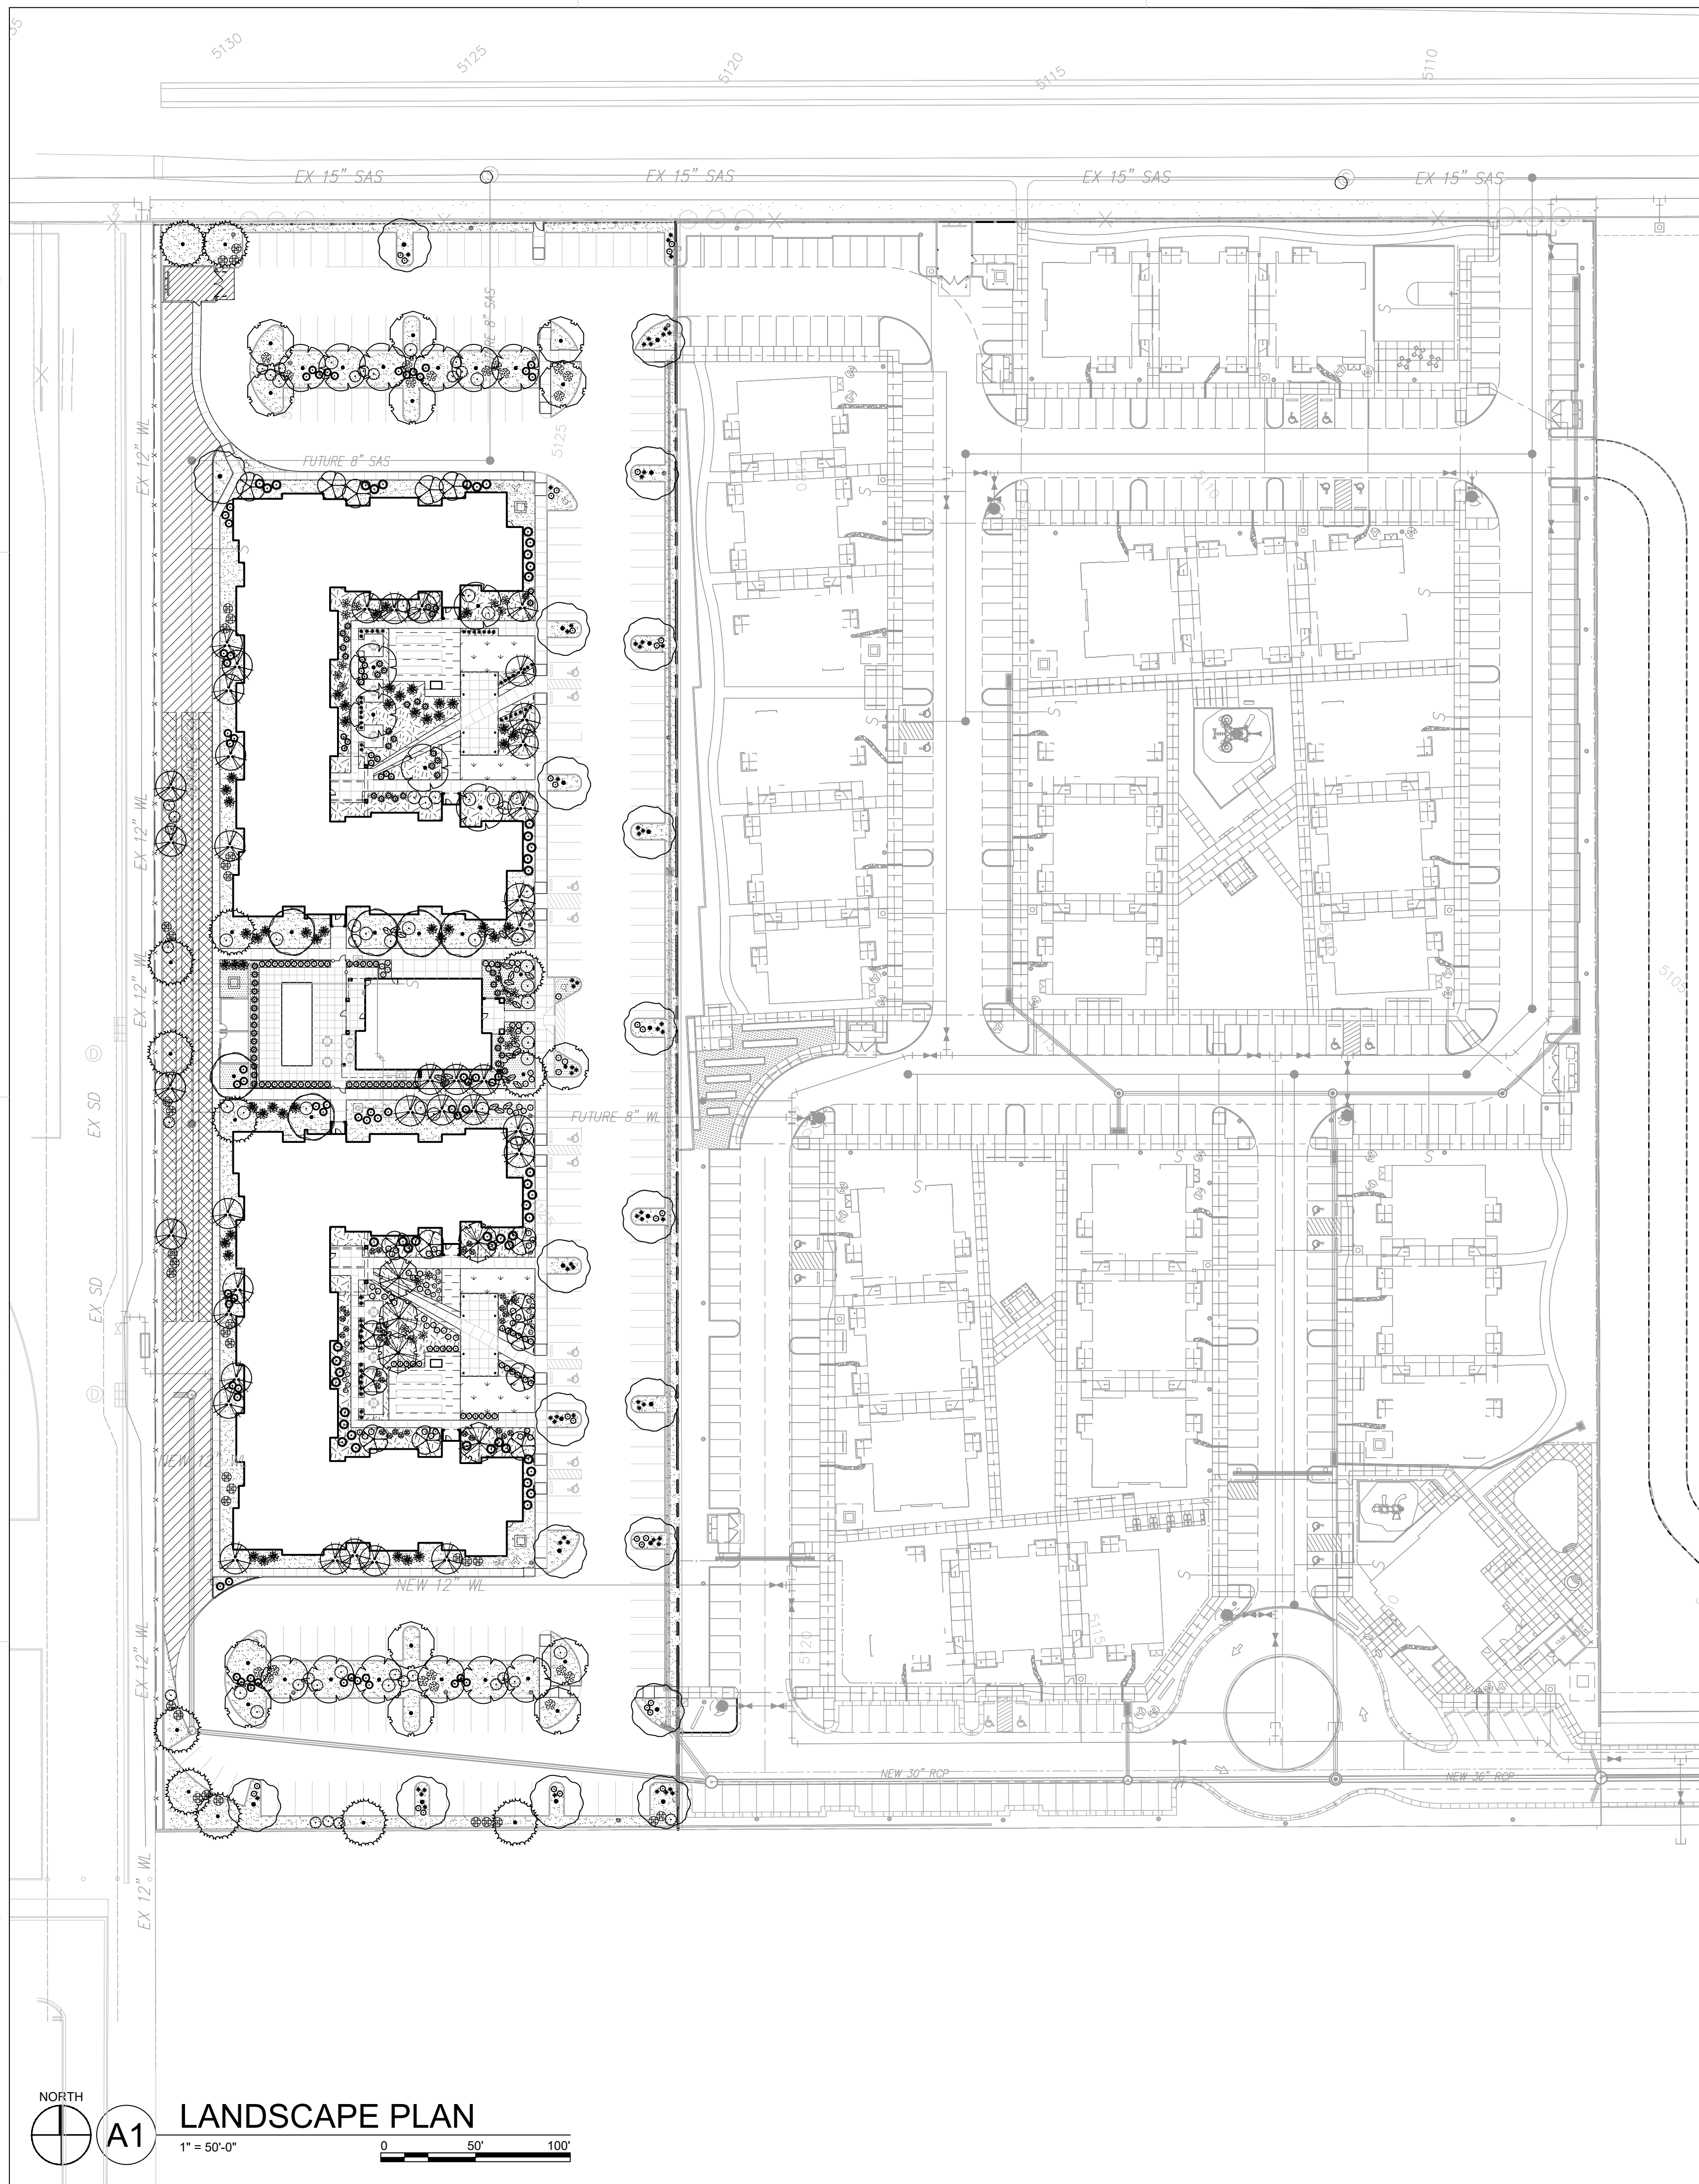 5130
5125
5120
5115
5110
EX 15" SAS
EX 15" SAS
EX 15" SAS
EX 15" SAS
EX 12" WL
FUTURE 8" SAS
5125
5120
S
S
S
EX 12" WL
EX 12" WL
5105
D
EX SD
FUTURE 8" WL
S
S
S
EX SD
D
NEW 12" WL
S
S
EX 12" WL
5120
5115
NEW 30" RCP
NEW 36" RCP
EX 12" WL
NORTH
A1
LANDSCAPE PLAN
1" = 50'-0"
0 50' 100'